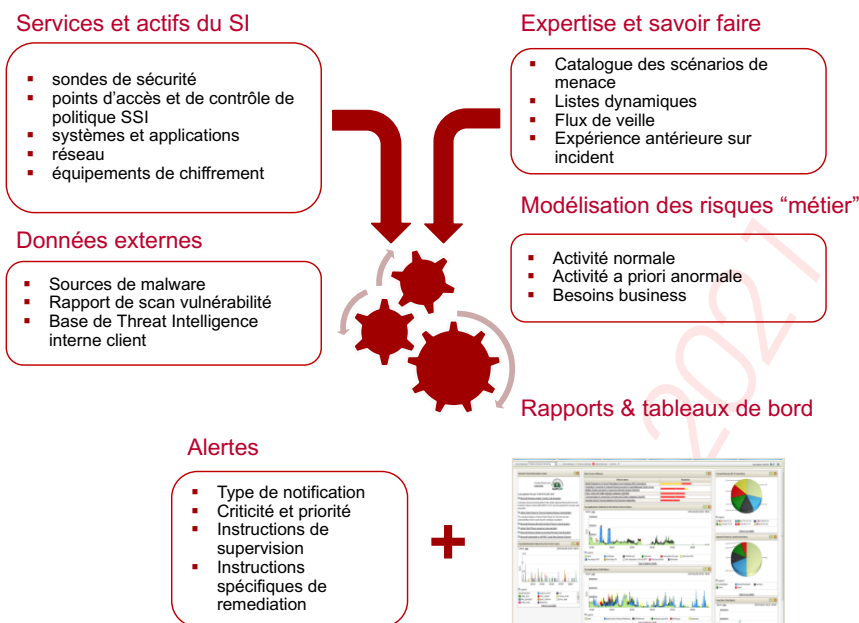 Services et actifs du SI
▪ sondes de sécurité
▪ points d'accès et de contrôle de
politique SSI
▪ systèmes et applications
▪ réseau
▪ équipements de chiffrement
Données externes
▪ Sources de malware
▪ Rapport de scan vulnérabilité
▪ Base de Threat Intelligence
interne client
Expertise et savoir faire
▪ Catalogue des scénarios de
menace
▪ Listes dynamiques
▪ Flux de veille
▪ Expérience antérieure sur
incident
Modélisation des risques “métier”
▪ Activité normale
▪ Activité a priori anormale
▪ Besoins business
2021
Rapports & tableaux de bord
Alertes
▪ Type de notification
▪ Criticité et priorité
▪ Instructions de
supervision
▪ Instructions
spécifiques de
remediation
+